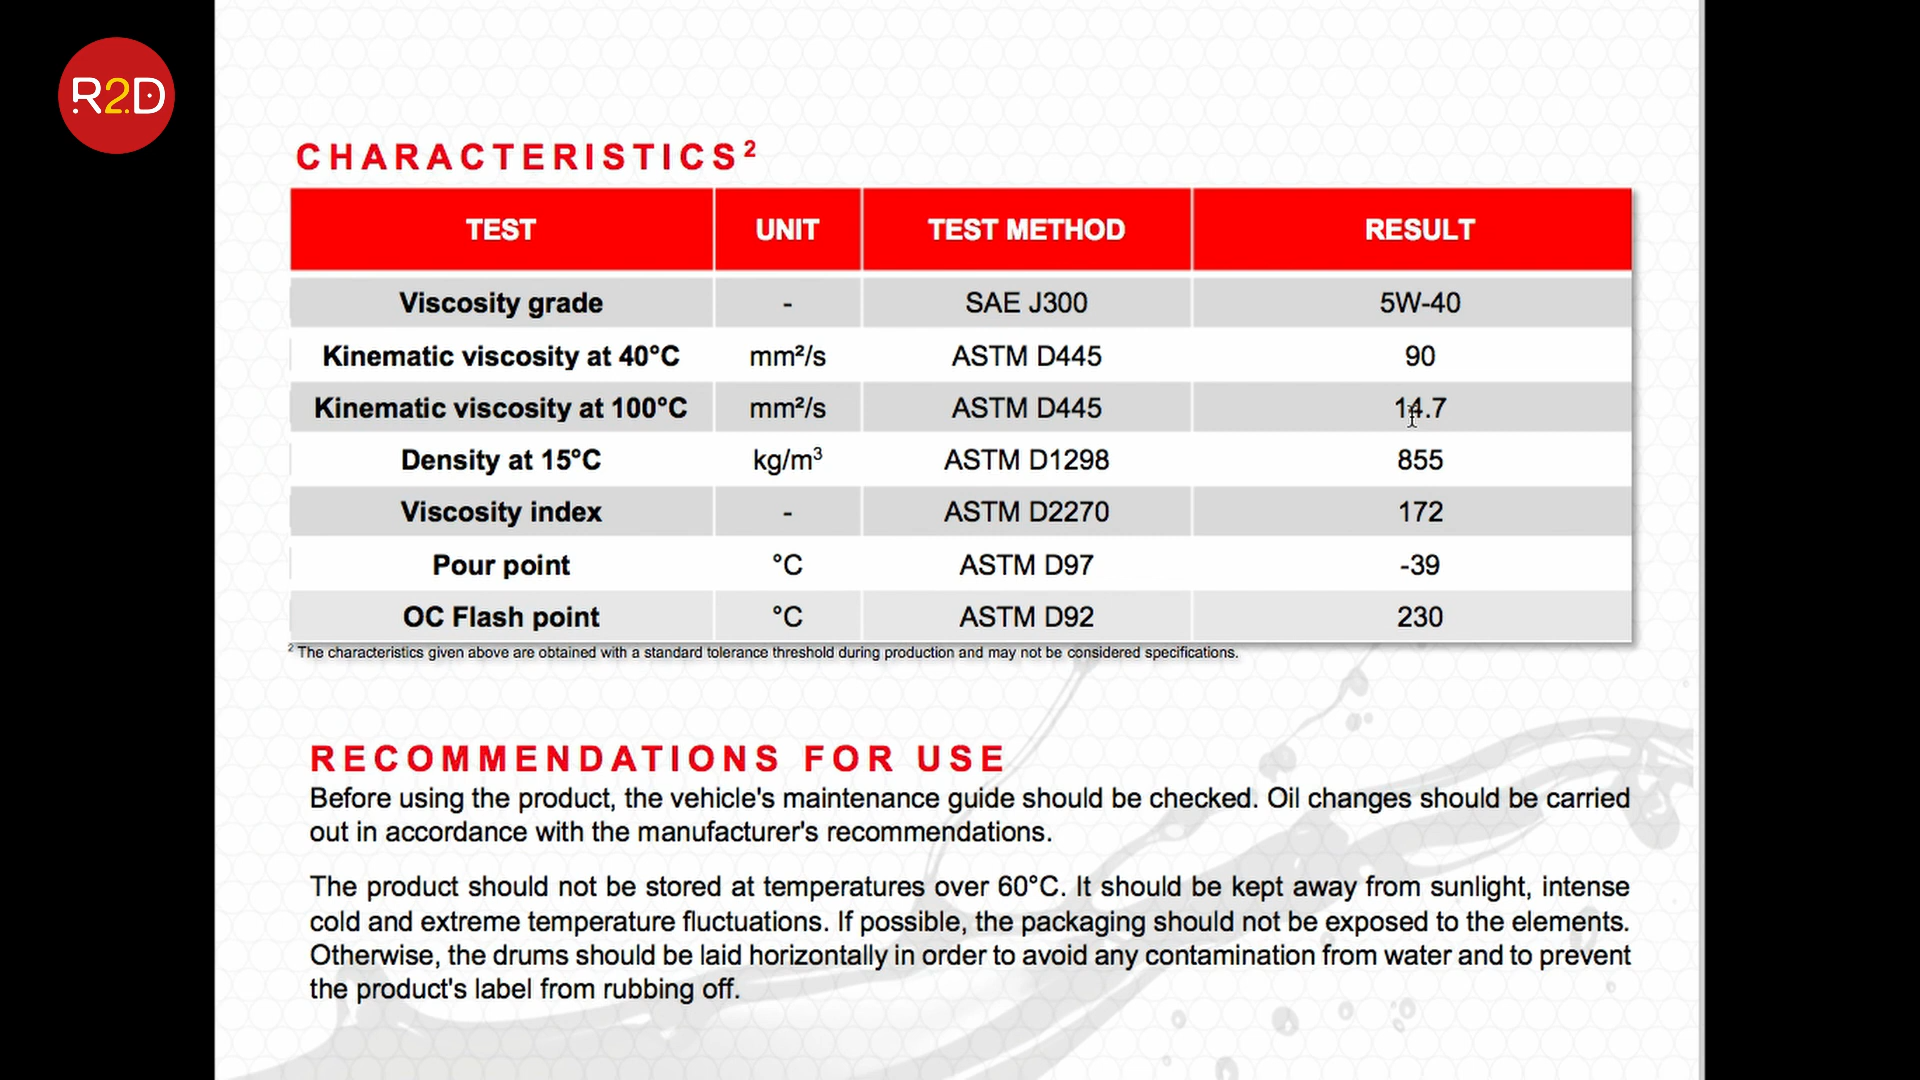 R2D
CHARACTERISTICS²
TEST UNIT TEST METHOD RESULT
Viscosity grade - SAE J300 5W-40
Kinematic viscosity at 40°C mm²/s ASTM D445 90
Kinematic viscosity at 100°C mm²/s ASTM D445 14.7
Density at 15°C kg/m³ ASTM D1298 855
Viscosity index - ASTM D2270 172
Pour point °C ASTM D97 -39
OC Flash point °C ASTM D92 230
² The characteristics given above are obtained with a standard tolerance threshold during production and may not be considered specifications.
RECOMMENDATIONS FOR USE
Before using the product, the vehicle's maintenance guide should be checked. Oil changes should be carried
out in accordance with the manufacturer's recommendations.
The product should not be stored at temperatures over 60°C. It should be kept away from sunlight, intense
cold and extreme temperature fluctuations. If possible, the packaging should not be exposed to the elements.
Otherwise, the drums should be laid horizontally in order to avoid any contamination from water and to prevent
the product's label from rubbing off.